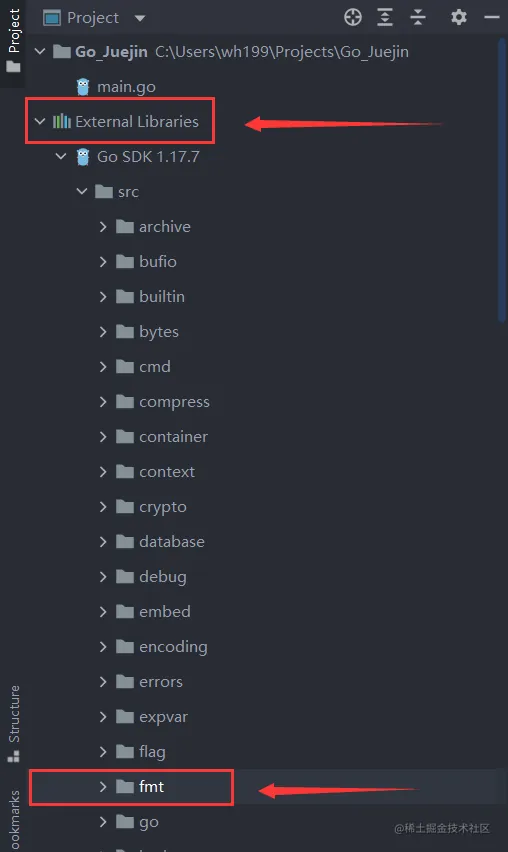 Project
Project
Go_Juejin C:\Users\wh199\Projects\Go_Juejin
main.go
External Libraries
Go SDK 1.17.7
src
archive
bufio
builtin
bytes
cmd
compress
container
context
crypto
database
debug
embed
encoding
errors
expvar
flag
fmt
go
Structure
ookmarks
@稀土掘金技术社区